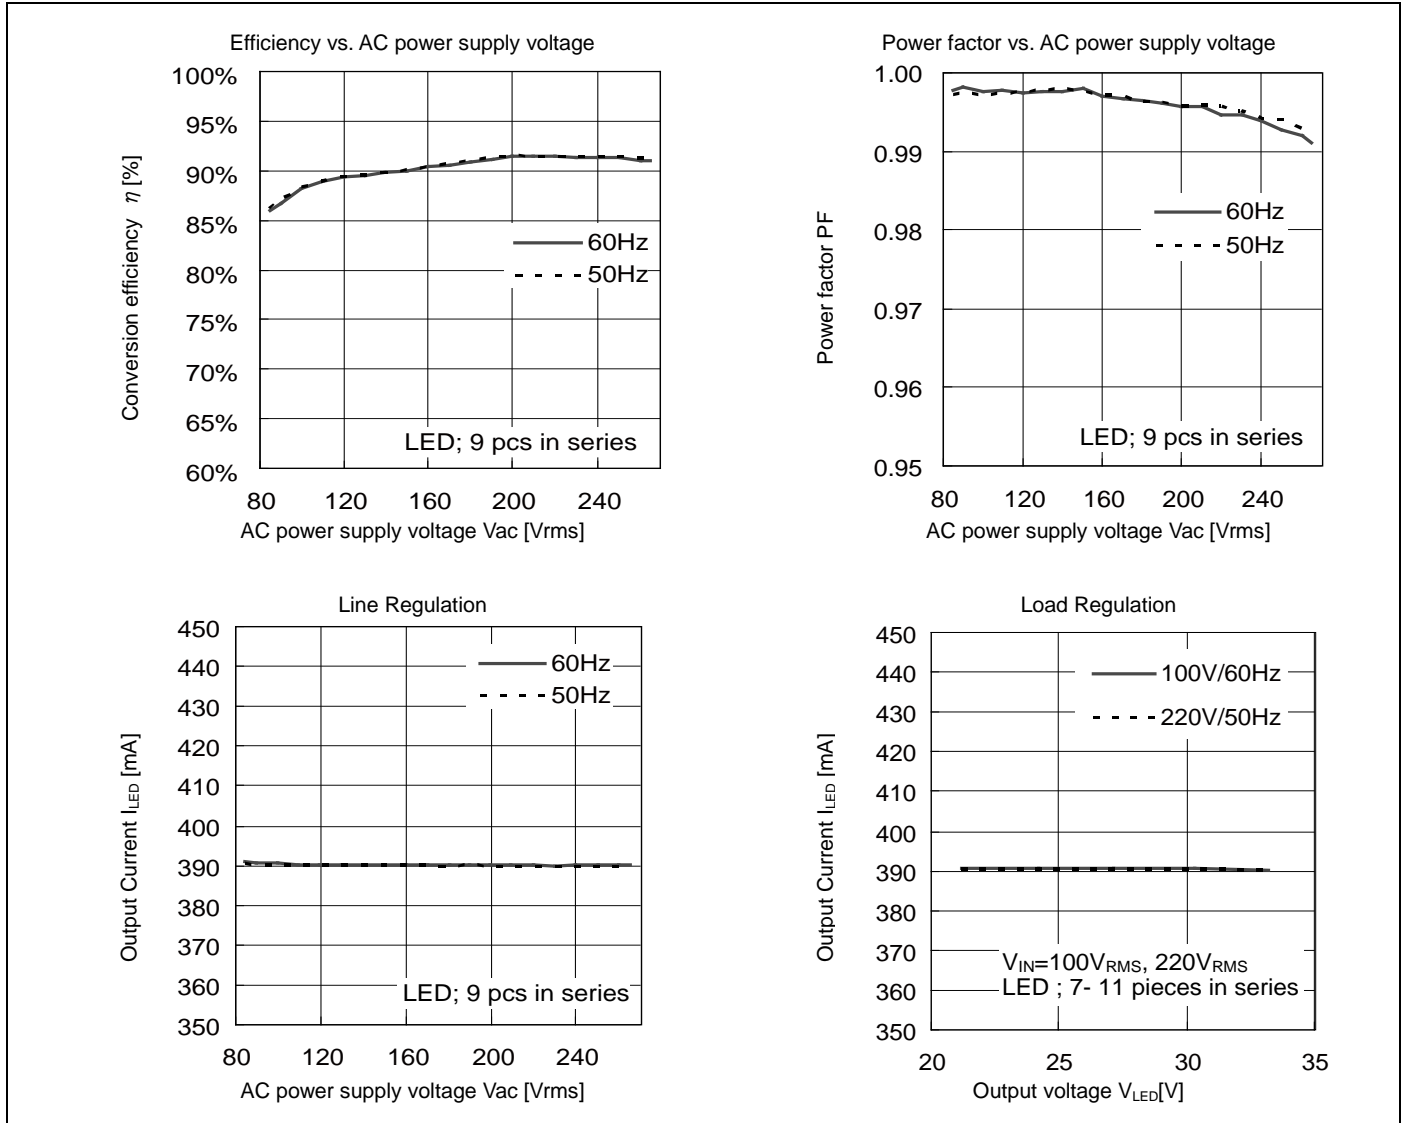 Efficiency vs. AC power supply voltage
100%
95%
90%
85%
80%
75%
70%
65%
60%
Conversion efficiency η [%]
60Hz
50Hz
LED; 9 pcs in series
80 120 160 200 240
AC power supply voltage Vac [Vrms]
Power factor vs. AC power supply voltage
1.00
0.99
0.98
0.97
0.96
0.95
Power factor PF
60Hz
50Hz
LED; 9 pcs in series
80 120 160 200 240
AC power supply voltage Vac [Vrms]
Line Regulation
450
440
430
420
410
400
390
380
370
360
350
Output Current ILED [mA]
60Hz
50Hz
LED; 9 pcs in series
80 120 160 200 240
AC power supply voltage Vac [Vrms]
Load Regulation
450
440
430
420
410
400
390
380
370
360
350
Output Current ILED [mA]
100V/60Hz
220V/50Hz
VIN=100VRMS, 220VRMS
LED ; 7- 11 pieces in series
20 25 30 35
Output voltage VLED[V]